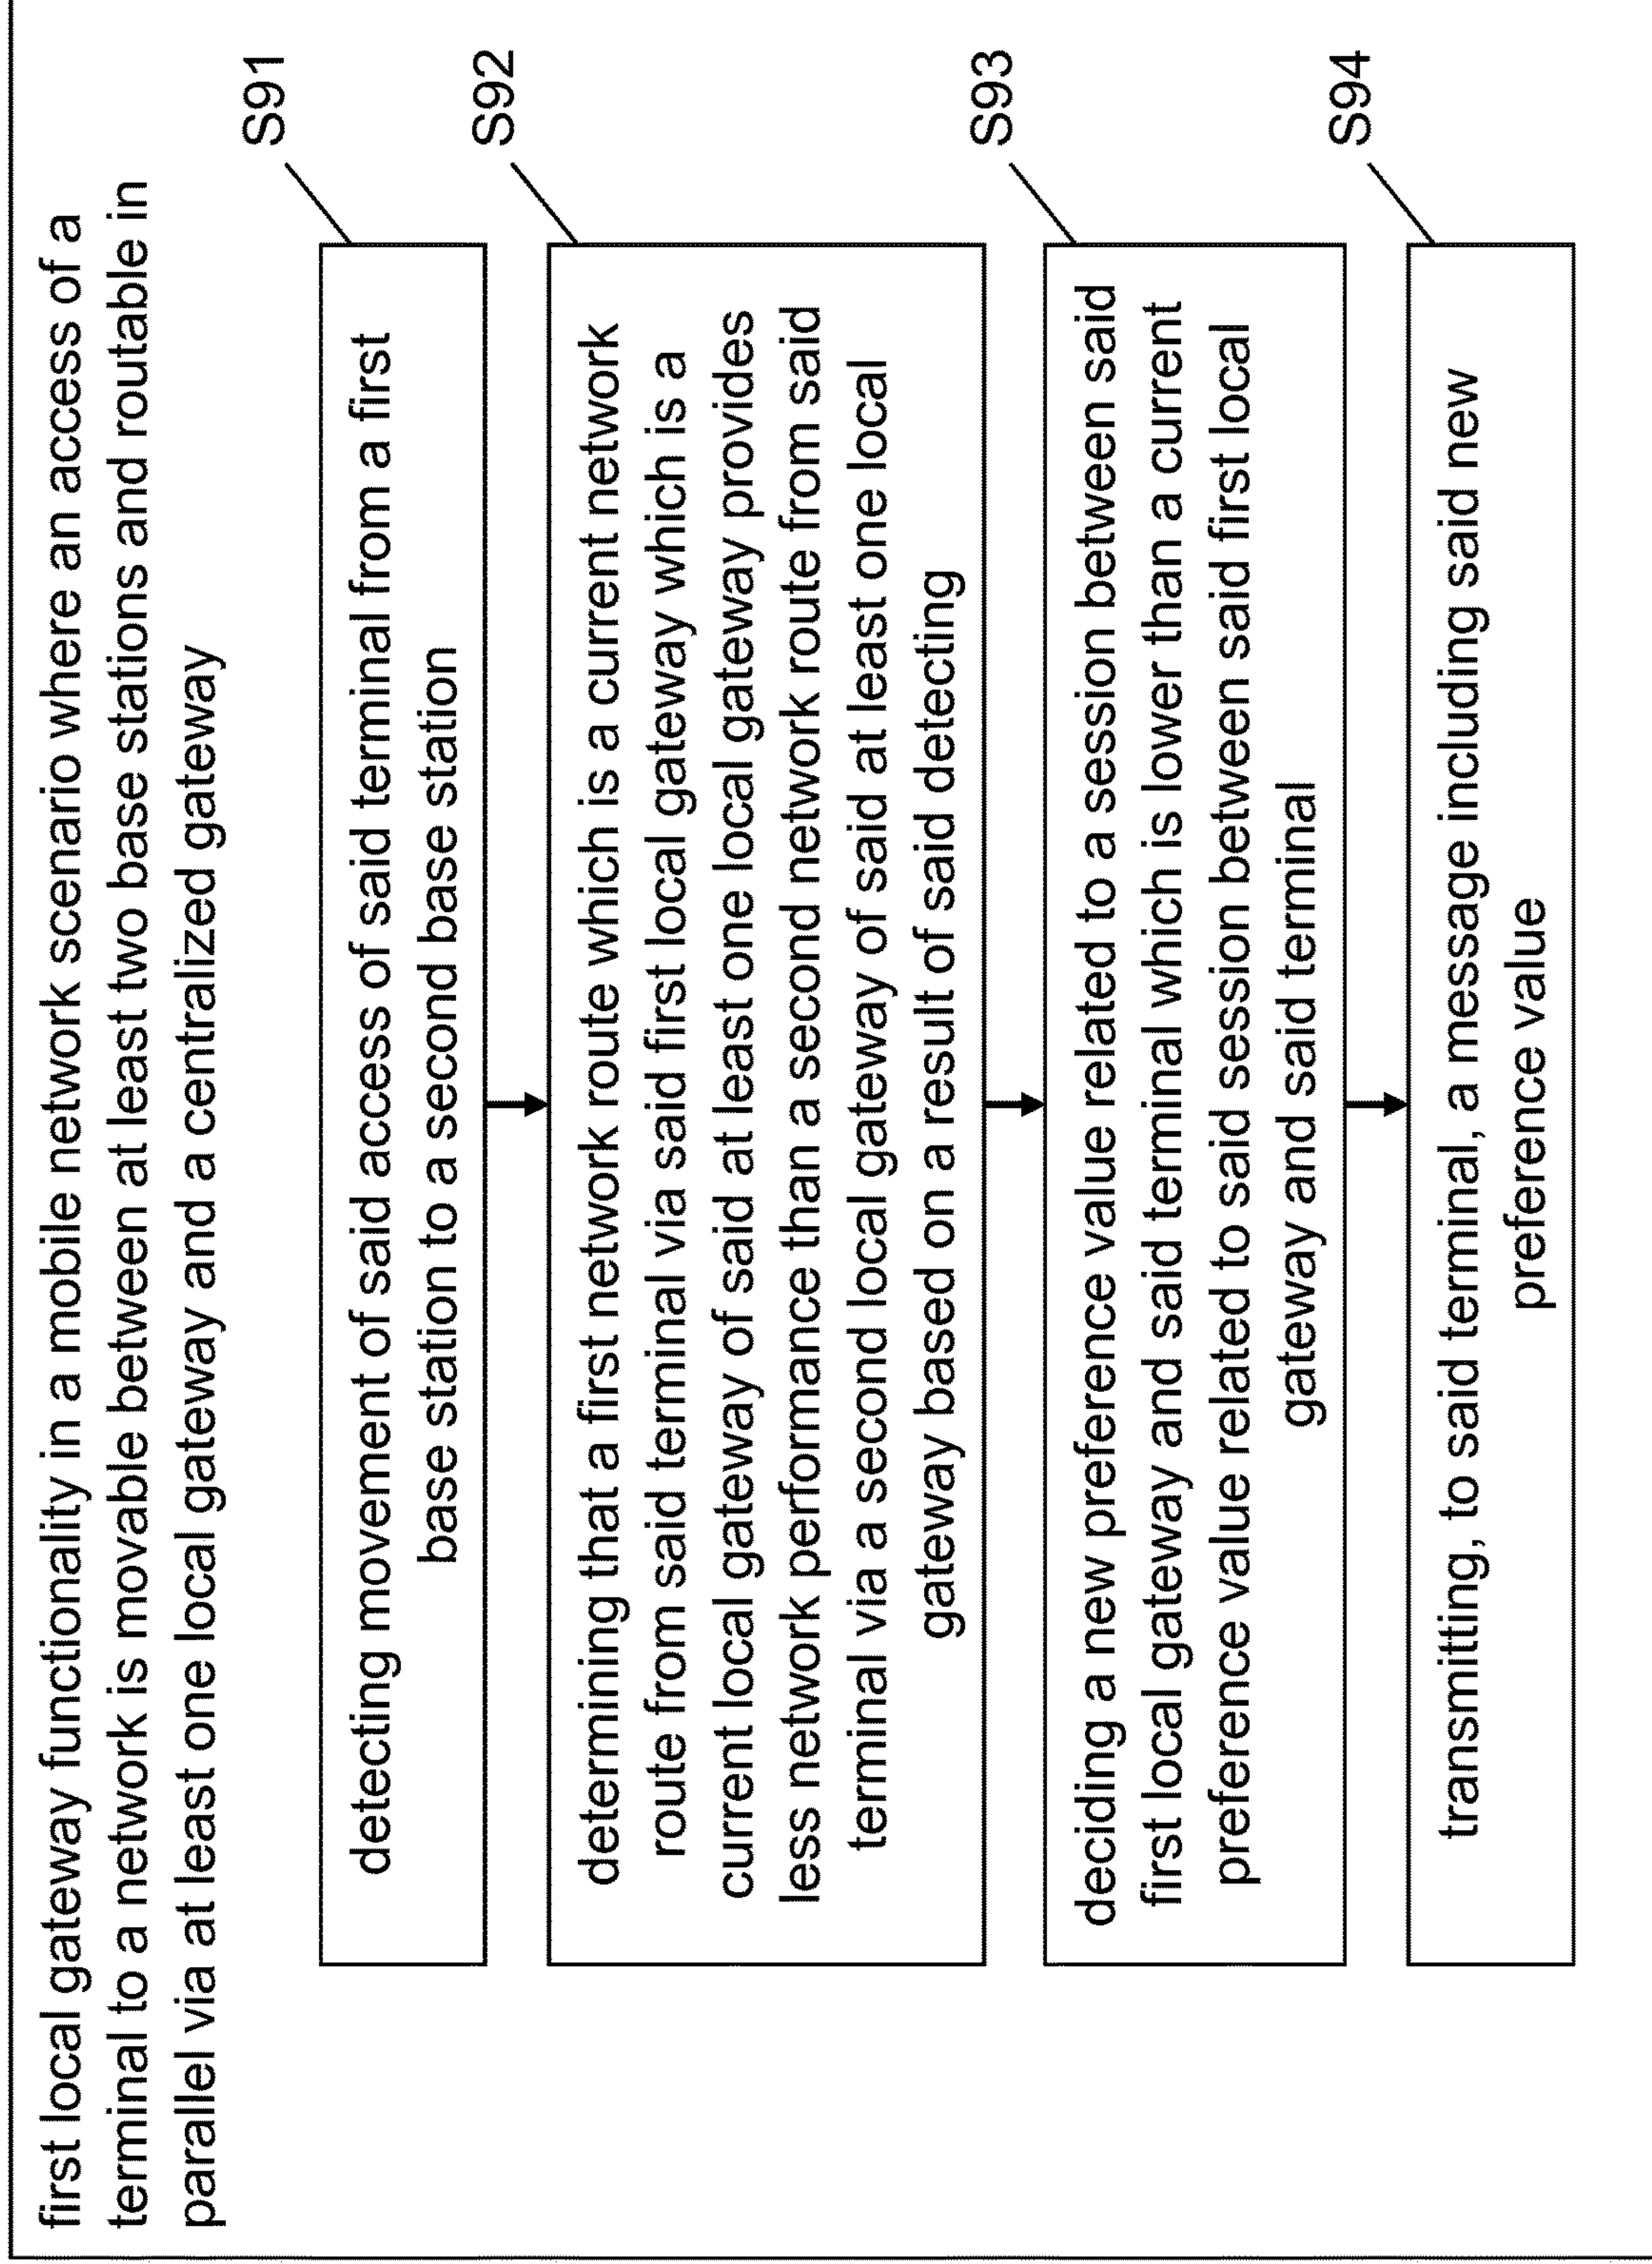 first local gateway functionality in a mobile network scenario where an access of a
terminal to a network is movable between at least two base stations and routable in
parallel via at least one local gateway and a centralized gateway
S91
detecting movement of said access of said terminal from a first
base station to a second base station
S92
determining that a first network route which is a current network
route from said terminal via said first local gateway which is a
current local gateway of said at least one local gateway provides
less network performance than a second network route from said
terminal via a second local gateway of said at least one local
gateway based on a result of said detecting
S93
deciding a new preference value related to a session between said
first local gateway and said terminal which is lower than a current
preference value related to said session between said first local
gateway and said terminal
S94
transmitting, to said terminal, a message including said new
preference value